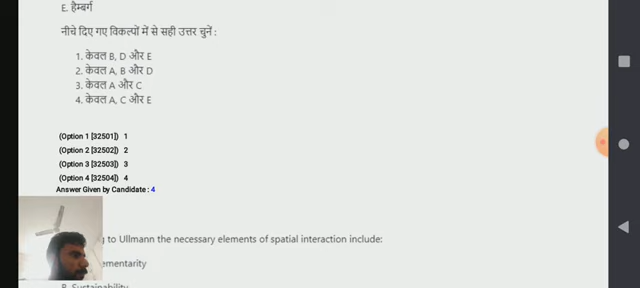 E. हैम्बर्ग
नीचे दिए गए विकल्पों में से सही उत्तर चुनें :
1. केवल B, D और E
2. केवल A, B और D
3. केवल A और C
4. केवल A, C और E
(Option 1 [32501]) 1
(Option 2 [32502]) 2
(Option 3 [32503]) 3
(Option 4 [32504]) 4
Answer Given by Candidate : 4
to Ullmann the necessary elements of spatial interaction include:
ementarity
B. Sustainability